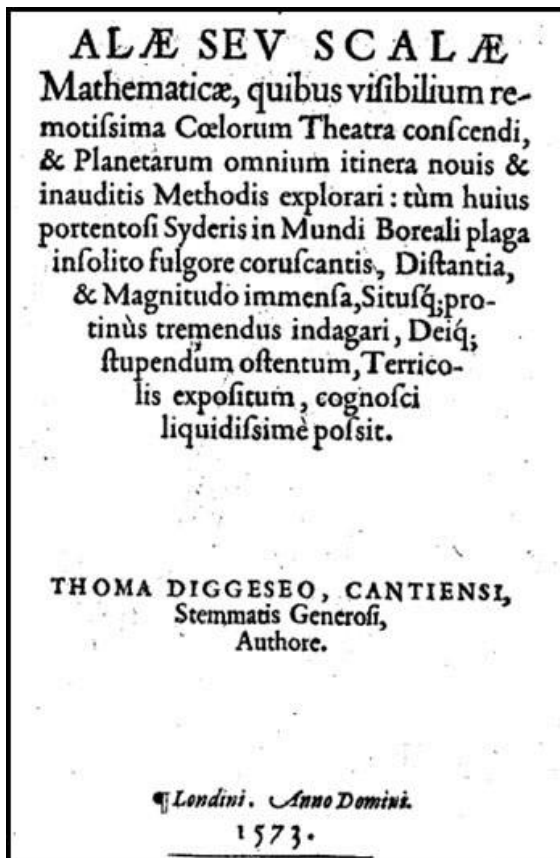 ALÆ SEV SCALÆ
Mathematicæ, quibus viſibilium re-
motiſsima Cœlorum Theatra conſcendi,
& Planetarum omnium itinera nouis &
inauditis Methodis explorari : tùm huius
portentoſi Syderis in Mundi Boreali plaga
inſolito fulgore coruſcantis, Diſtantia,
& Magnitudo immenſa, Situſq́; pro-
tinùs tremendus indagari, Deiq́;
ſtupendum oſtentum, Terrico-
lis expoſitum, cognoſci
liquidiſsimè poſsit.
THOMA DIGGESEO, CANTIENSI,
Stemmatis Generoſi,
Authore.
¶ Londini. Anno Domini.
1573.